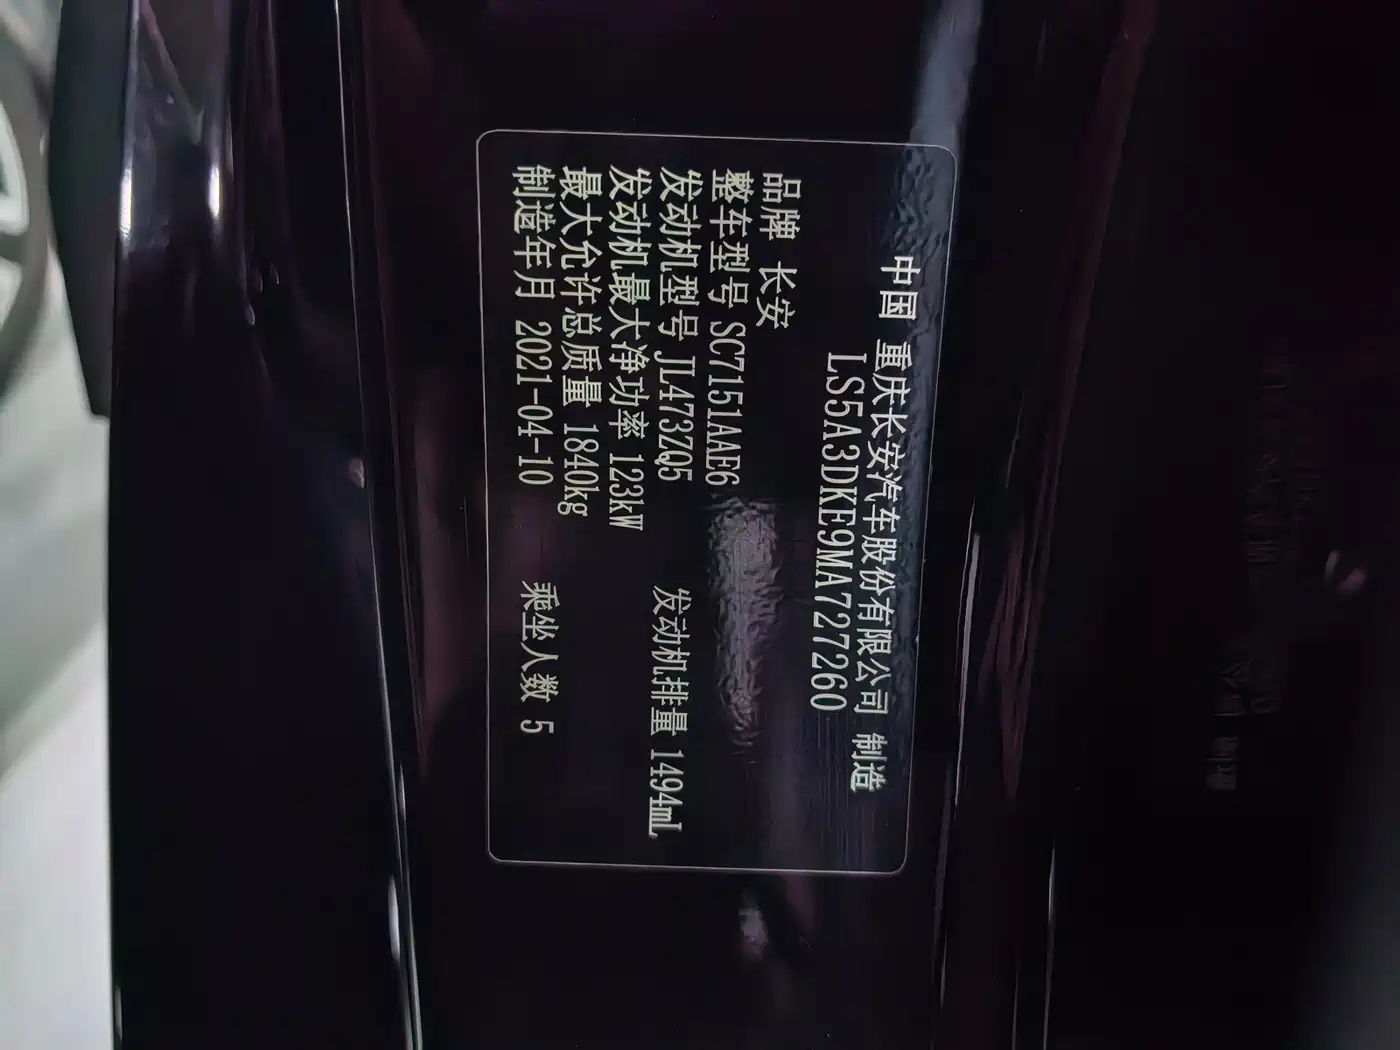 中国 重庆长安汽车股份有限公司 制造
LS5A3DKE9MA727260
品牌 长安
整车型号 SC7151AAE6
发动机型号 JL473ZQ5 发动机排量 1494mL
发动机最大净功率 123kW
最大允许总质量 1840kg
制造年月 2021-04-10 乘坐人数 5